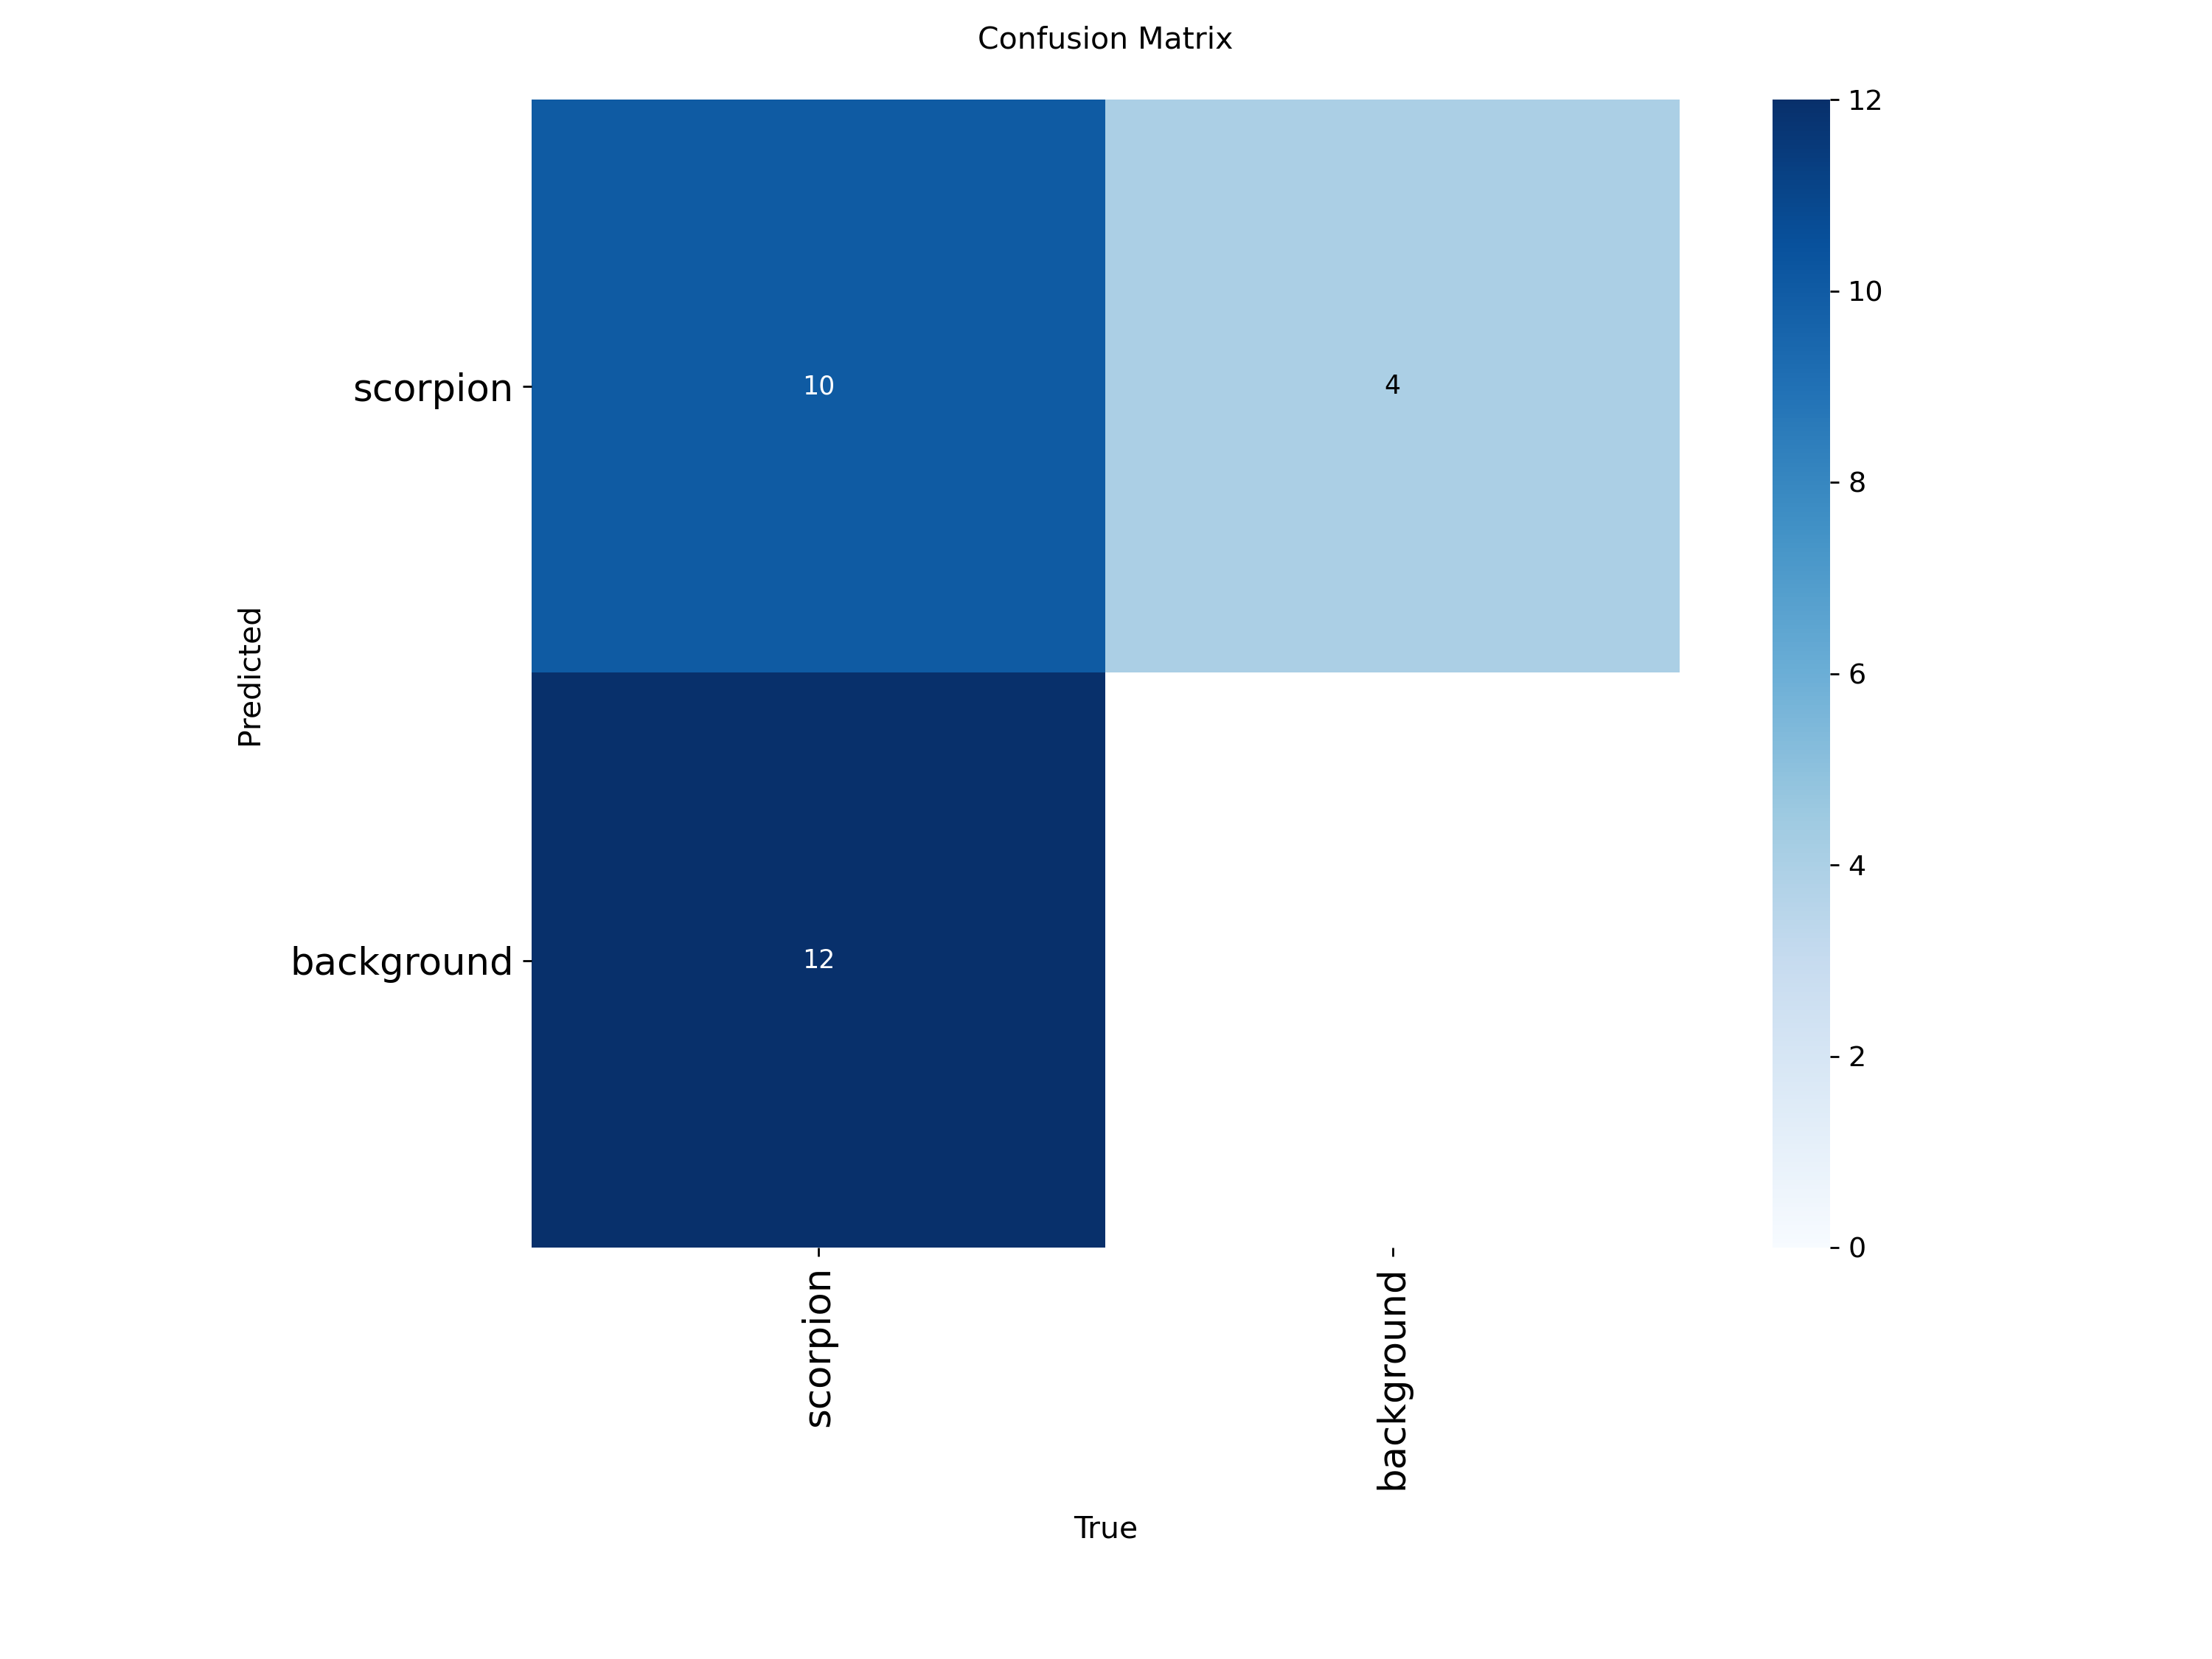 Confusion Matrix
12
10
8
6
4
2
0
Predicted
scorpion
background
10
4
12
scorpion
background
True